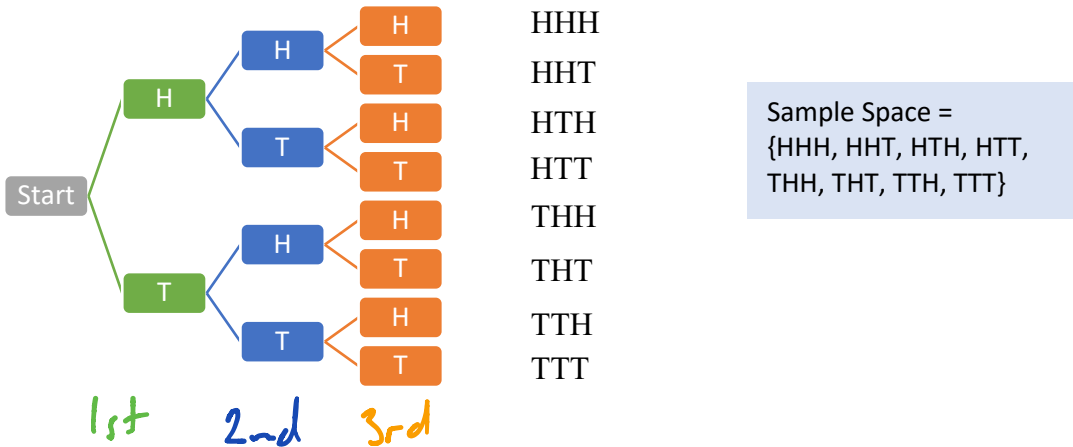 H
HHH
H
T
HHT
H
H
HTH
T
T
HTT
Start
H
THH
H
T
THT
T
H
TTH
T
T
TTT
1st 2nd 3rd
Sample Space =
{HHH, HHT, HTH, HTT,
THH, THT, TTH, TTT}